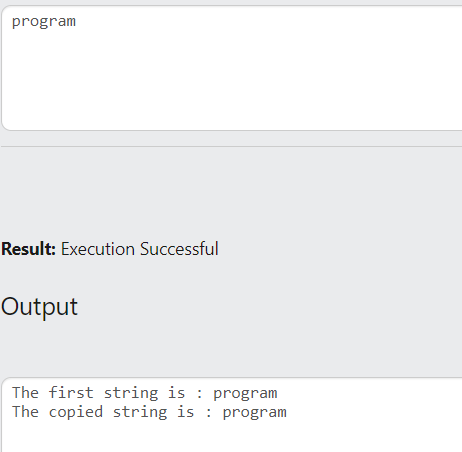 program
Result: Execution Successful
Output
The first string is : program
The copied string is : program